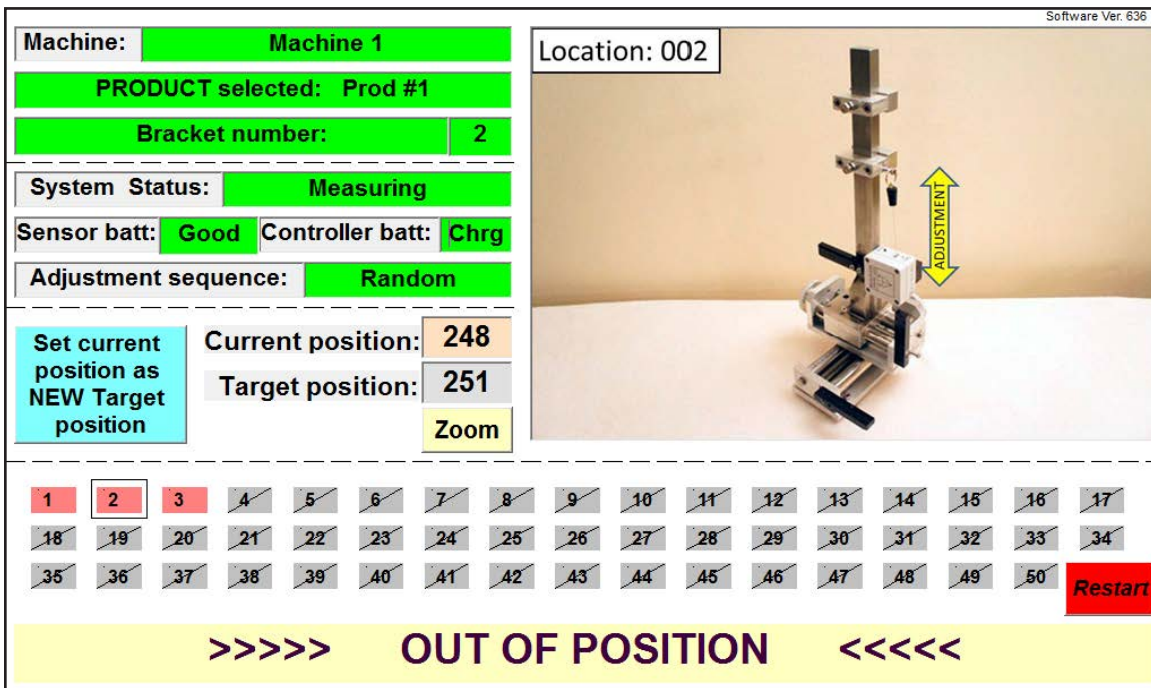 Software Ver. 636
Machine: Machine 1
PRODUCT selected: Prod #1
Bracket number: 2
System Status: Measuring
Sensor batt: Good Controller batt: Chrg
Adjustment sequence: Random
Set current
position as
NEW Target
position
Current position: 248
Target position: 251
Zoom
Location: 002
ADJUSTMENT
1 2 3 4 5 6 7 8 9 10 11 12 13 14 15 16 17
18 19 20 21 22 23 24 25 26 27 28 29 30 31 32 33 34
35 36 37 38 39 40 41 42 43 44 45 46 47 48 49 50
Restart
>>>>> OUT OF POSITION <<<<<